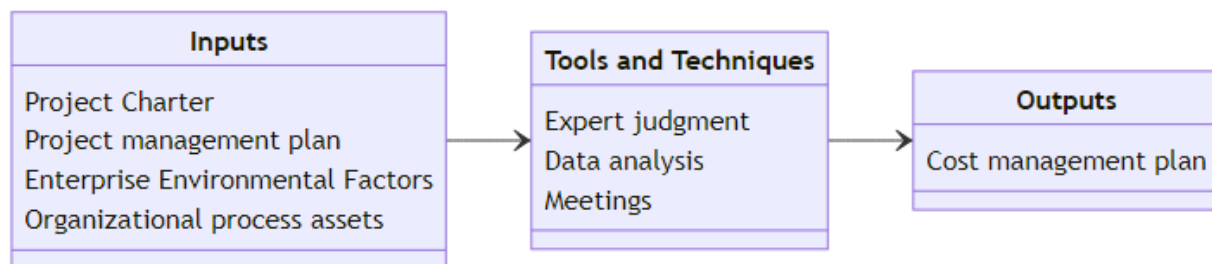 Inputs
Project Charter
Project management plan
Enterprise Environmental Factors
Organizational process assets
Tools and Techniques
Expert judgment
Data analysis
Meetings
Outputs
Cost management plan